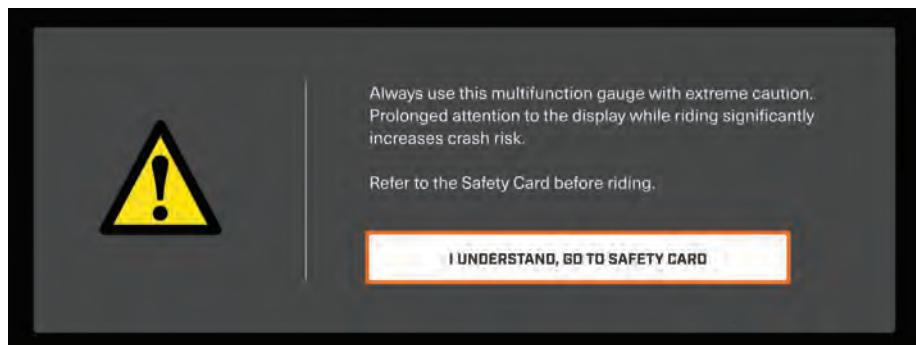 Always use this multifunction gauge with extreme caution.
Prolonged attention to the display while riding significantly
increases crash risk.
Refer to the Safety Card before riding.
I UNDERSTAND, GO TO SAFETY CARD